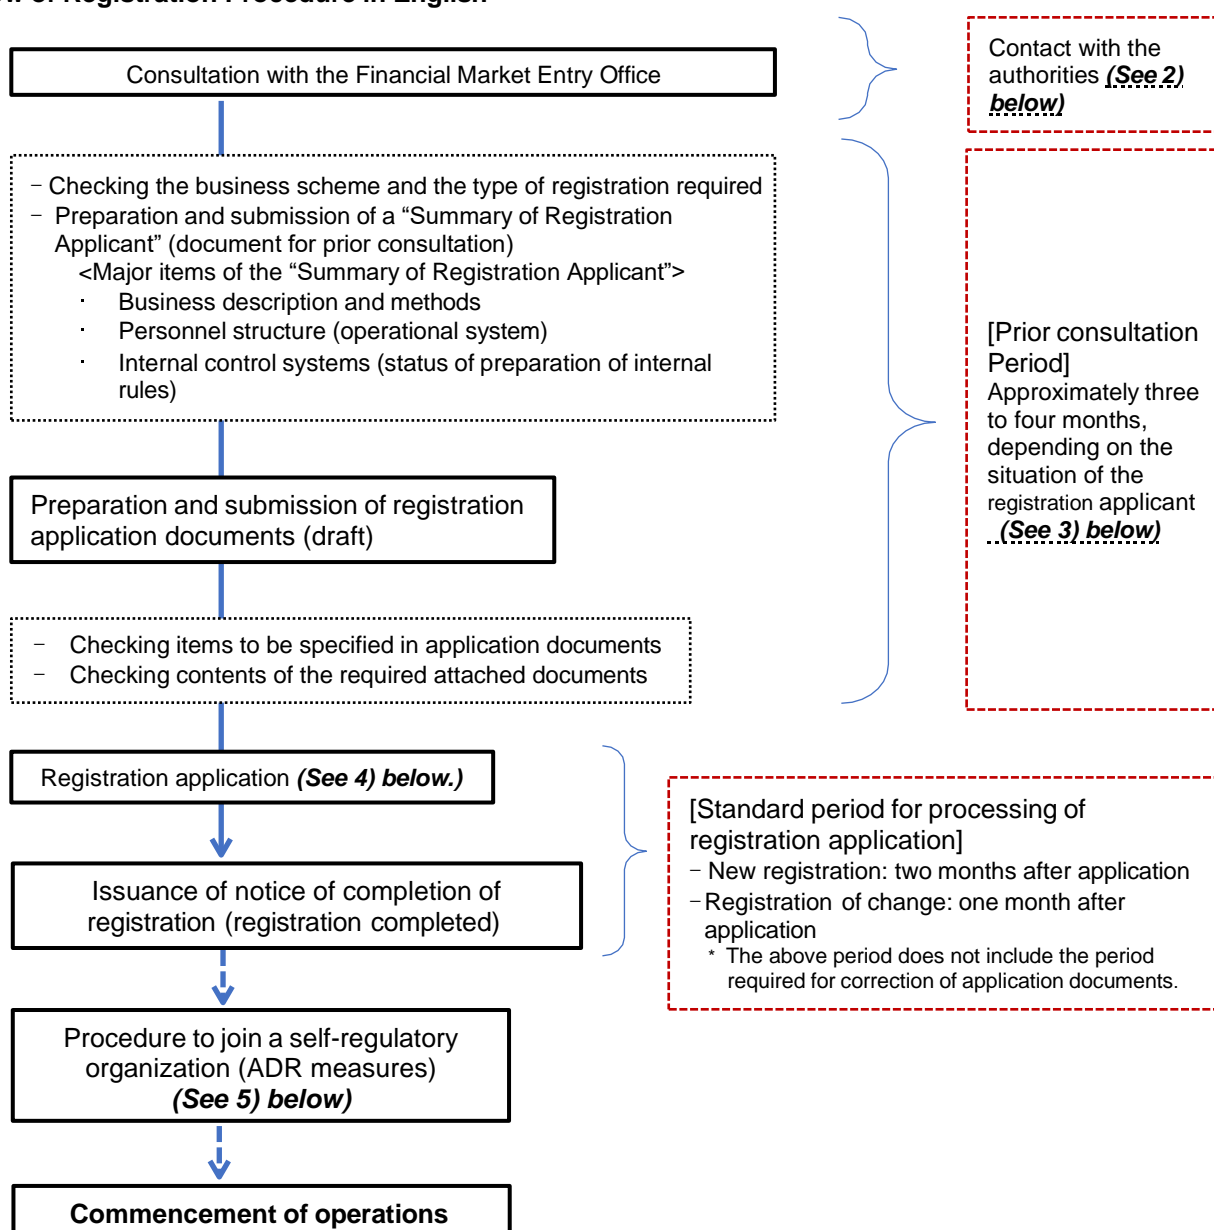 of Registration Procedure in English
Consultation with the Financial Market Entry Office
Contact with the
authorities (See 2)
below)
− Checking the business scheme and the type of registration required
− Preparation and submission of a “Summary of Registration
Applicant” (document for prior consultation)
<Major items of the “Summary of Registration Applicant”>
· Business description and methods
· Personnel structure (operational system)
· Internal control systems (status of preparation of internal
rules)
[Prior consultation
Period]
Approximately three
to four months,
depending on the
situation of the
registration applicant
(See 3) below)
Preparation and submission of registration
application documents (draft)
− Checking items to be specified in application documents
− Checking contents of the required attached documents
Registration application (See 4) below.)
[Standard period for processing of
registration application]
− New registration: two months after application
− Registration of change: one month after
application
* The above period does not include the period
required for correction of application documents.
Issuance of notice of completion of
registration (registration completed)
Procedure to join a self-regulatory
organization (ADR measures)
(See 5) below)
Commencement of operations